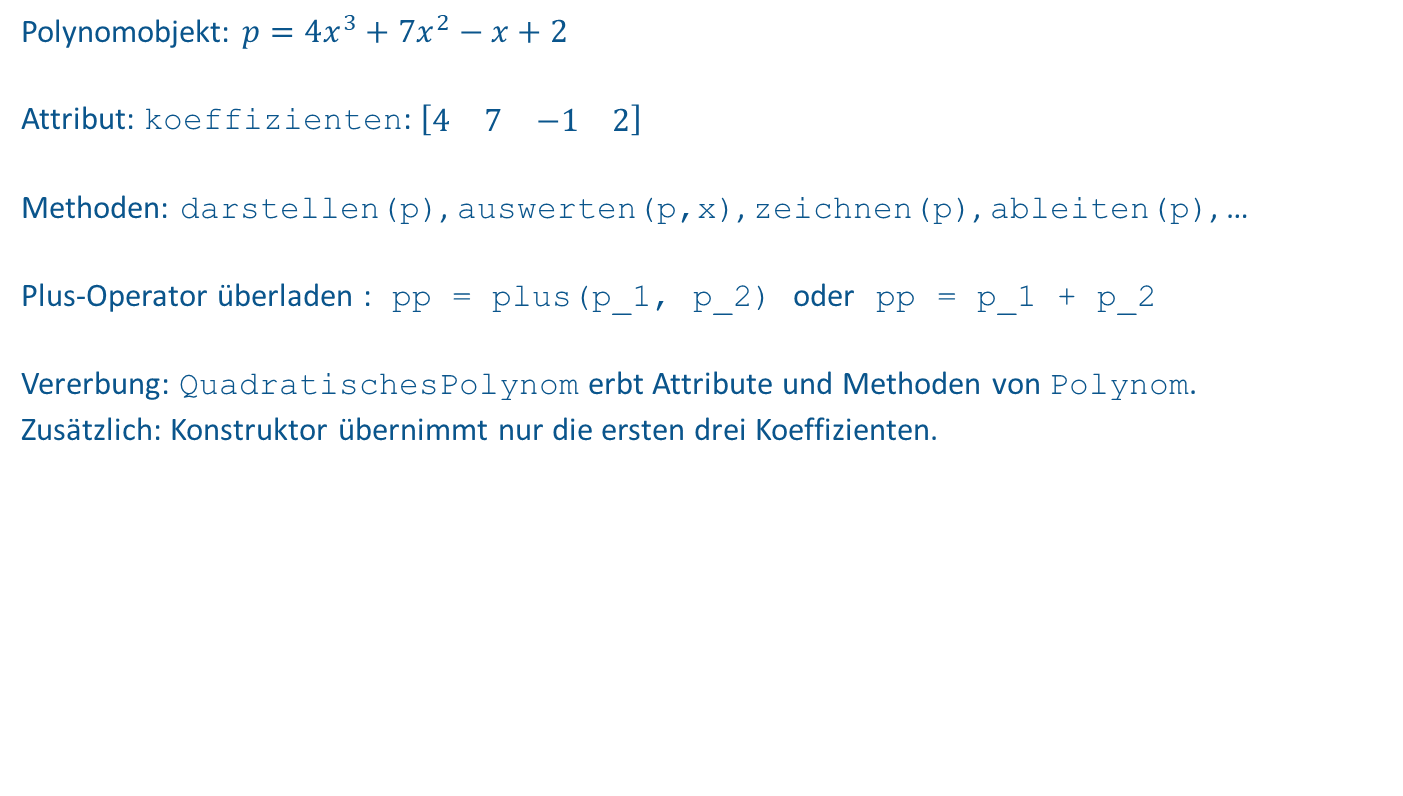 Polynomobjekt: p = 4x³ + 7x² − x + 2
Attribut: koeffizienten: [4 7 −1 2]
Methoden: darstellen(p), auswerten(p,x), zeichnen(p), ableiten(p), …
Plus-Operator überladen : pp = plus(p_1, p_2) oder pp = p_1 + p_2
Vererbung: QuadratischesPolynom erbt Attribute und Methoden von Polynom.
Zusätzlich: Konstruktor übernimmt nur die ersten drei Koeffizienten.